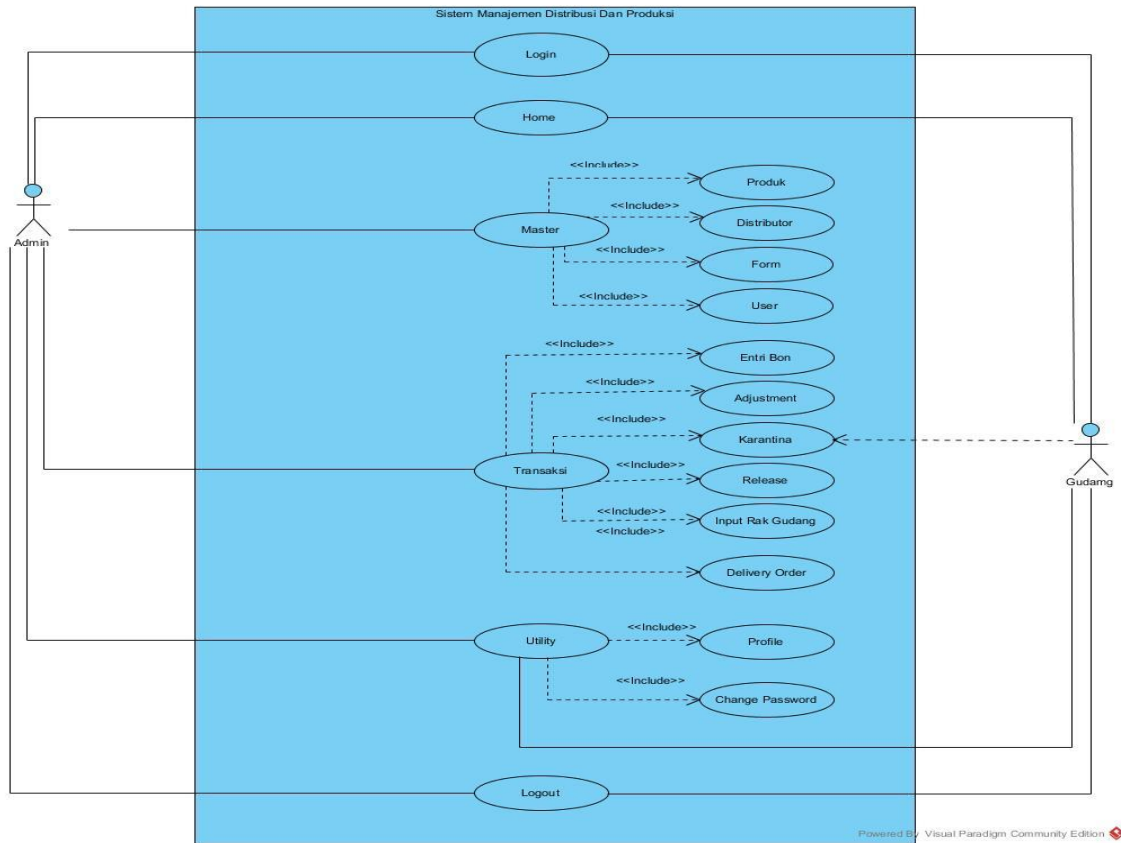 Sistem Manajemen Distribusi Dan Produksi
Login
Home
<<Include>>
Produk
<<Include>>
Distributor
Admin
Master
<<Include>>
Form
<<Include>>
User
<<Include>>
Entri Bon
<<Include>>
Adjustment
<<Include>>
Karantina
<<Include>>
Transaksi
Release
Gudamg
<<Include>>
Input Rak Gudang
<<Include>>
Delivery Order
<<Include>>
Utility
Profile
<<Include>>
Change Password
Logout
Powered By Visual Paradigm Community Edition